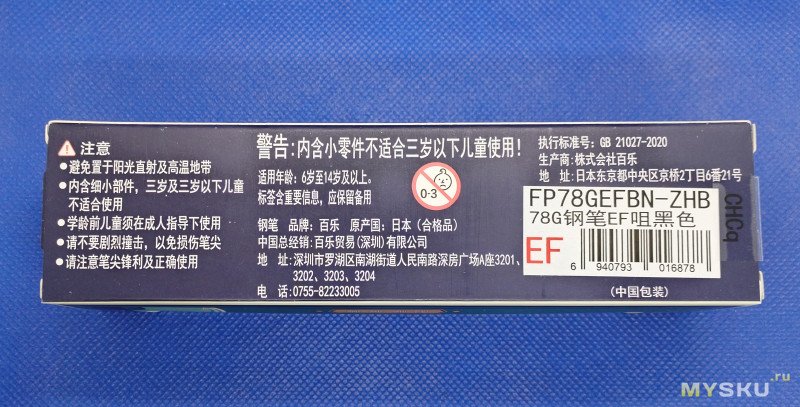 注意
●避免置于阳光直射及高温地带
●内含细小部件，三岁及三岁以下儿童
不适合使用
●学龄前儿童须在成人指导下使用
●请不要剧烈撞击，以免损伤笔尖
●请注意笔尖锋利及正确使用
警告:内含小零件不适合三岁以下儿童使用！
适用年龄：6岁至14岁及以上。
标签含重要信息，应保留备用
0-3
钢笔 品牌：百乐 原产国：日本（合格品）
中国总经销：百乐贸易（深圳）有限公司
地 址：深圳市罗湖区南湖街道人民南路深房广场A座3201、
3202、3203、3204
电 话：0755-82233005
执行标准号：GB 21027-2020
生产商：株式会社百乐
地 址：日本东京都中央区京桥2丁目6番21号
FP78GEFBN-ZHB
78G钢笔EF咀黑色
EF
6 940793 016878
（中国包装）
CHCq
MYSKU.ru